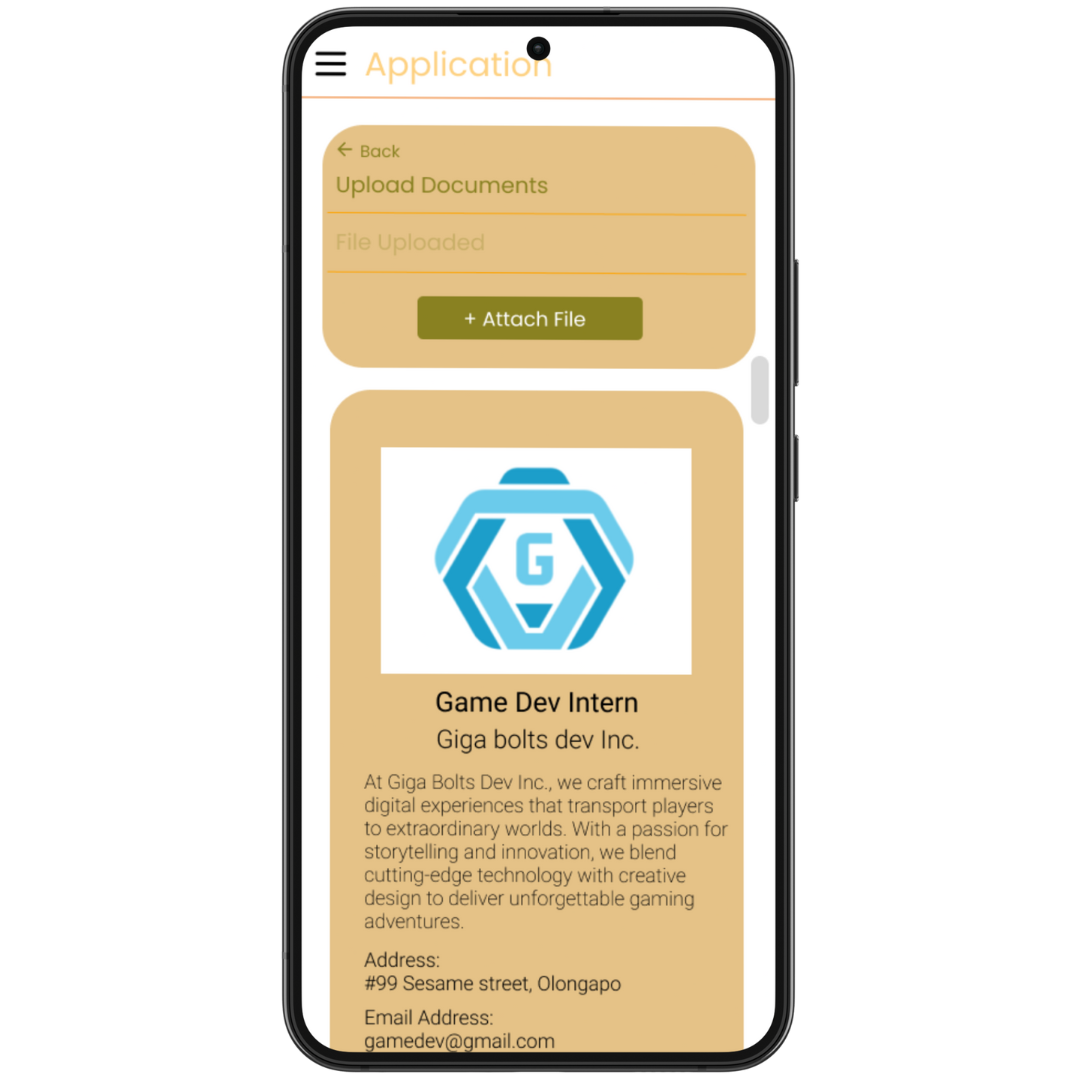 Application
← Back
Upload Documents
File Uploaded
+ Attach File
G
Game Dev Intern
Giga bolts dev Inc.
At Giga Bolts Dev Inc., we craft immersive
digital experiences that transport players
to extraordinary worlds. With a passion for
storytelling and innovation, we blend
cutting-edge technology with creative
design to deliver unforgettable gaming
adventures.
Address:
#99 Sesame street, Olongapo
Email Address:
gamedev@gmail.com